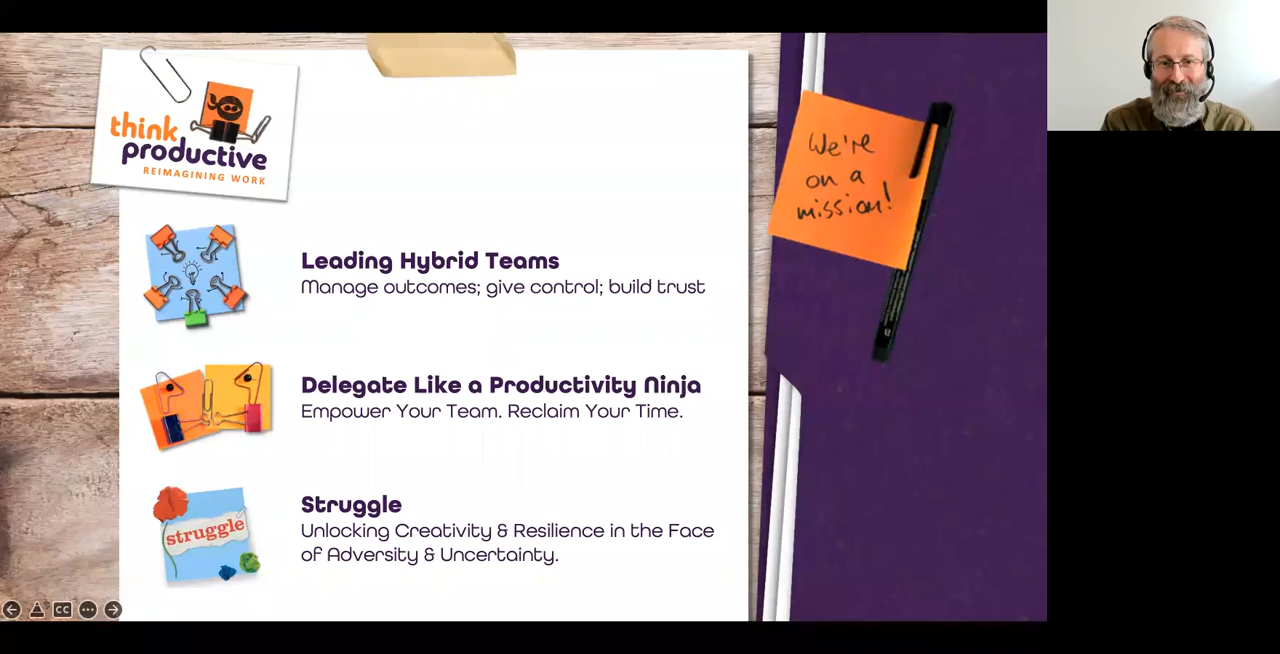 think
productive
REIMAGINING WORK
We're
on a
mission!
Leading Hybrid Teams
Manage outcomes; give control; build trust
Delegate Like a Productivity Ninja
Empower Your Team. Reclaim Your Time.
struggle
Struggle
Unlocking Creativity & Resilience in the Face
of Adversity & Uncertainty.
CC